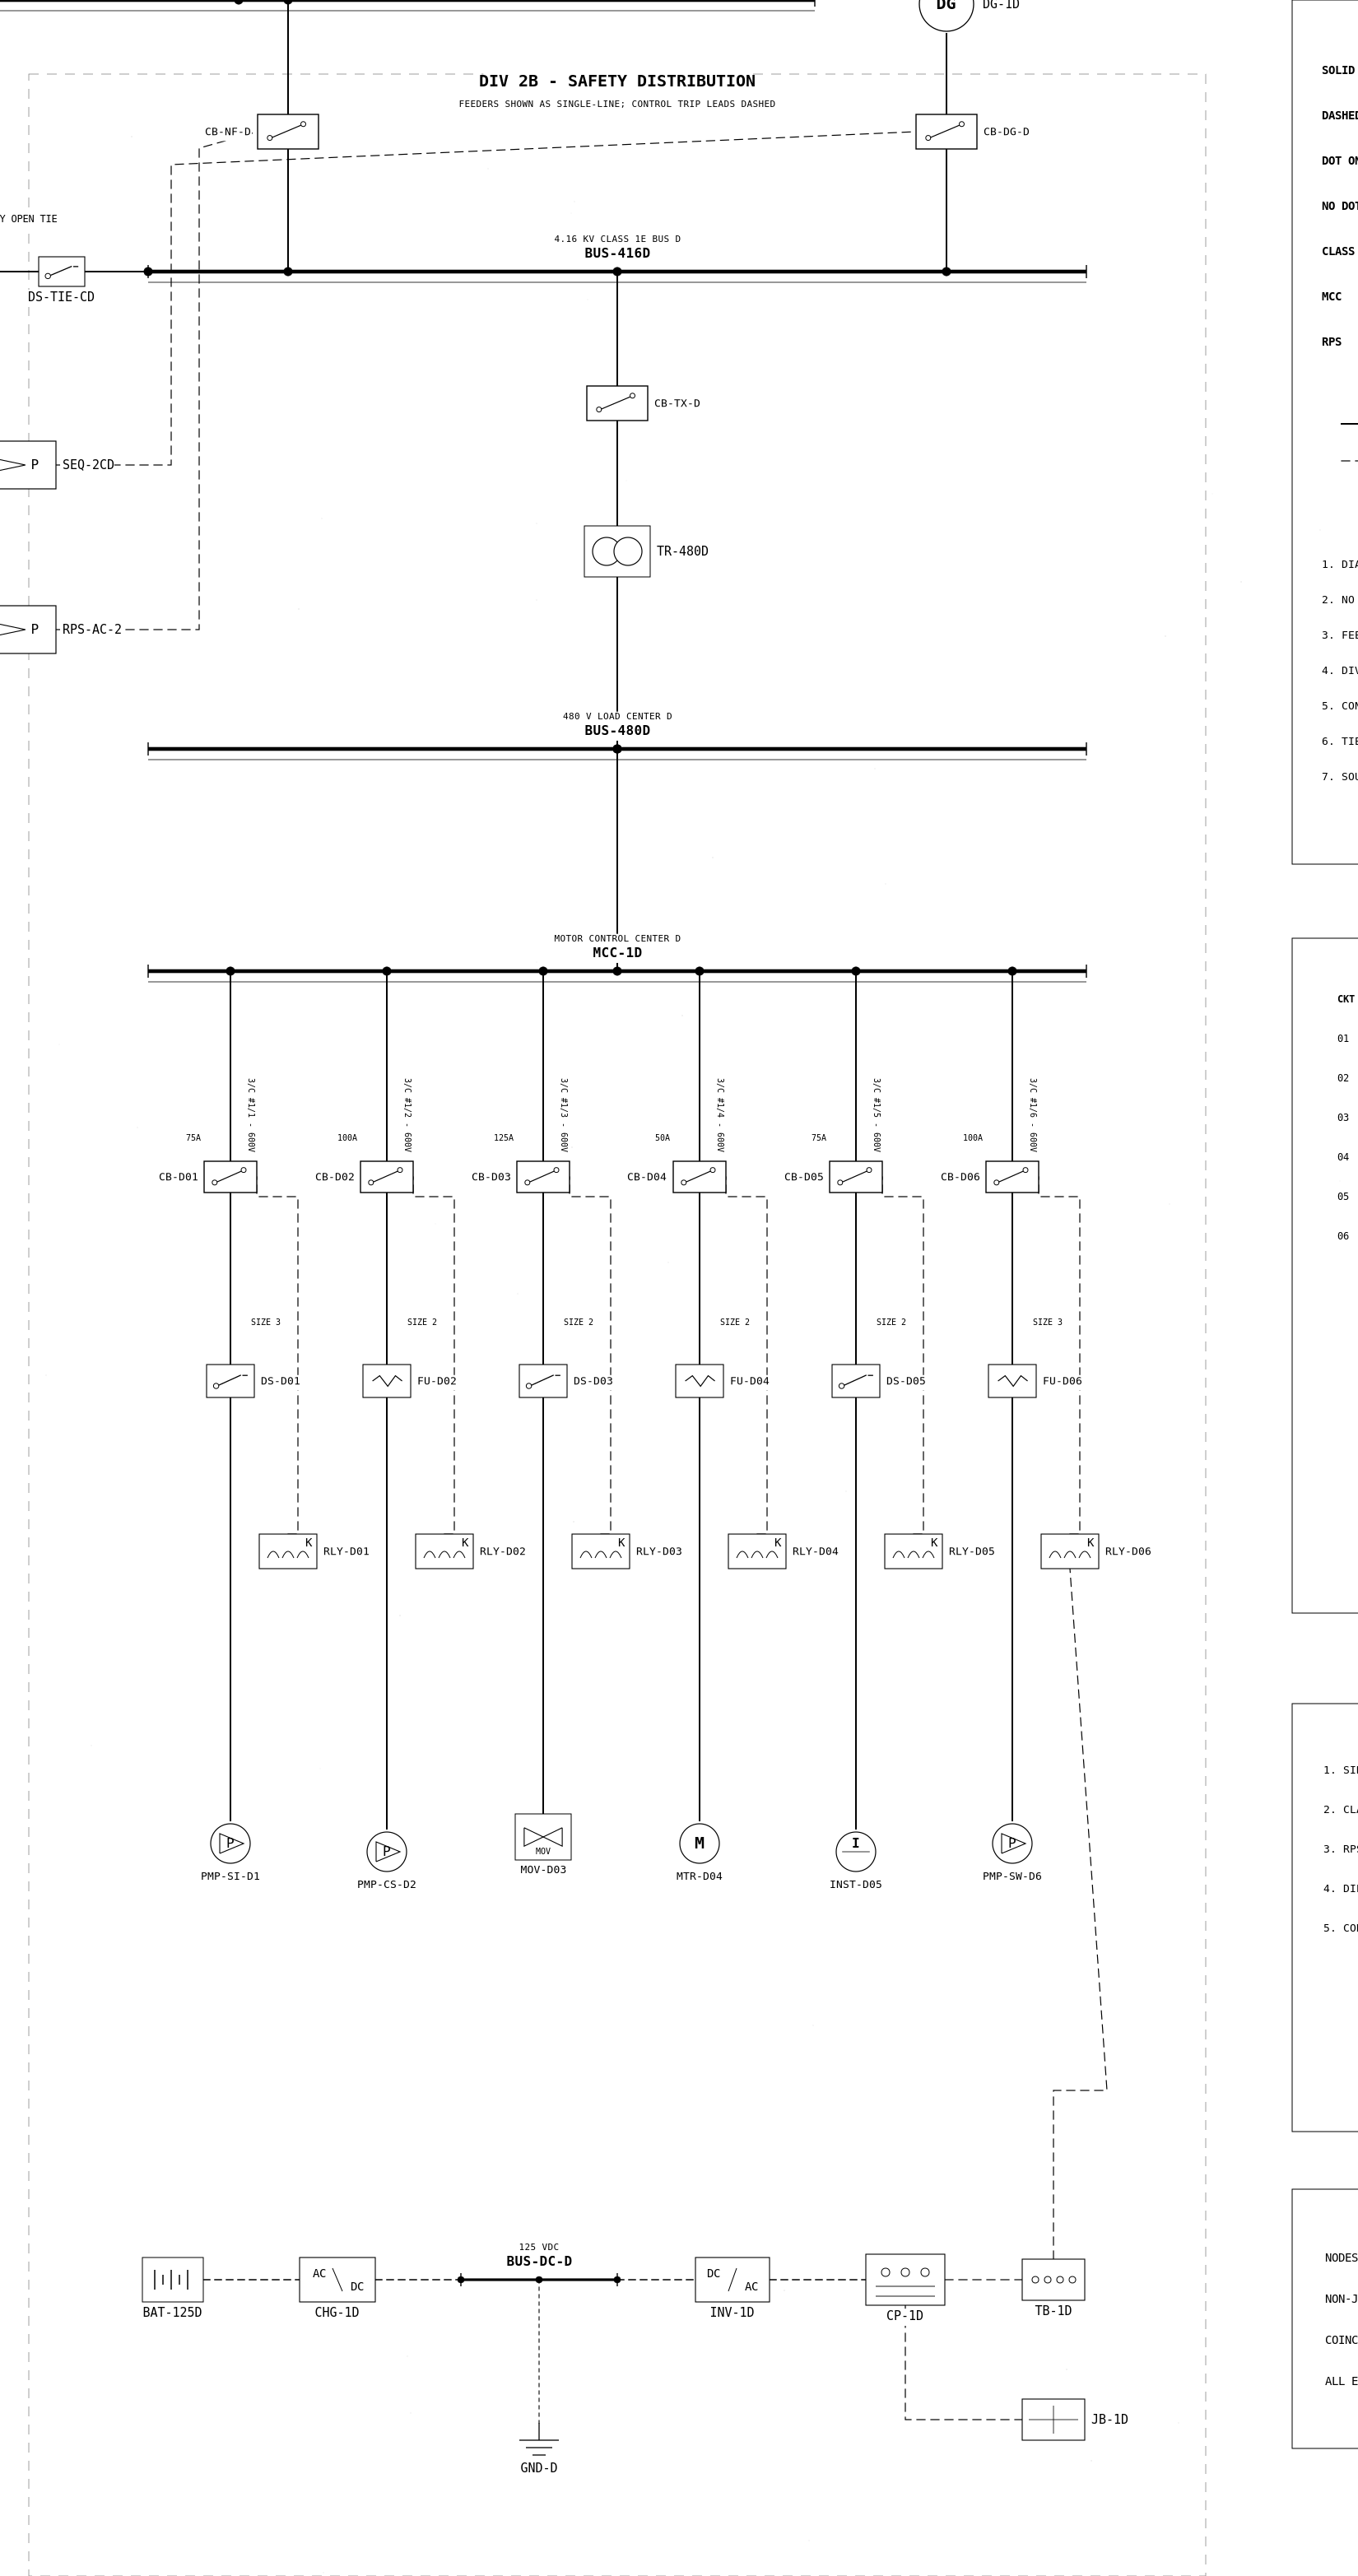 DG
DG-1D
DIV 2B - SAFETY DISTRIBUTION
FEEDERS SHOWN AS SINGLE-LINE; CONTROL TRIP LEADS DASHED
CB-NF-D
CB-DG-D
Y OPEN TIE
4.16 KV CLASS 1E BUS D
BUS-416D
DS-TIE-CD
CB-TX-D
P
SEQ-2CD
TR-480D
P
RPS-AC-2
480 V LOAD CENTER D
BUS-480D
MOTOR CONTROL CENTER D
MCC-1D
3/C #1/1 - 600V
3/C #1/2 - 600V
3/C #1/3 - 600V
3/C #1/4 - 600V
3/C #1/5 - 600V
3/C #1/6 - 600V
75A
100A
125A
50A
75A
100A
CB-D01
CB-D02
CB-D03
CB-D04
CB-D05
CB-D06
SIZE 3
SIZE 2
SIZE 2
SIZE 2
SIZE 2
SIZE 3
DS-D01
FU-D02
DS-D03
FU-D04
DS-D05
FU-D06
K
RLY-D01
K
RLY-D02
K
RLY-D03
K
RLY-D04
K
RLY-D05
K
RLY-D06
P
PMP-SI-D1
P
PMP-CS-D2
MOV
MOV-D03
M
MTR-D04
I
INST-D05
P
PMP-SW-D6
125 VDC
BUS-DC-D
BAT-125D
AC
DC
CHG-1D
DC
AC
INV-1D
CP-1D
TB-1D
JB-1D
GND-D
SOLID
DASHED
DOT ON
NO DOT
CLASS
MCC
RPS
1. DIA
2. NO
3. FEE
4. DIV
5. CON
6. TIE
7. SOU
CKT
01
02
03
04
05
06
1. SIN
2. CLA
3. RPS
4. DIE
5. CON
NODES
NON-J
COINC
ALL E